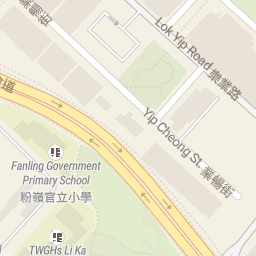 Lok Yip Road 樂業路
Yip Cheong St. 業暢街
Fanling Government
Primary School
粉嶺官立小學
TWGHs Li Ka